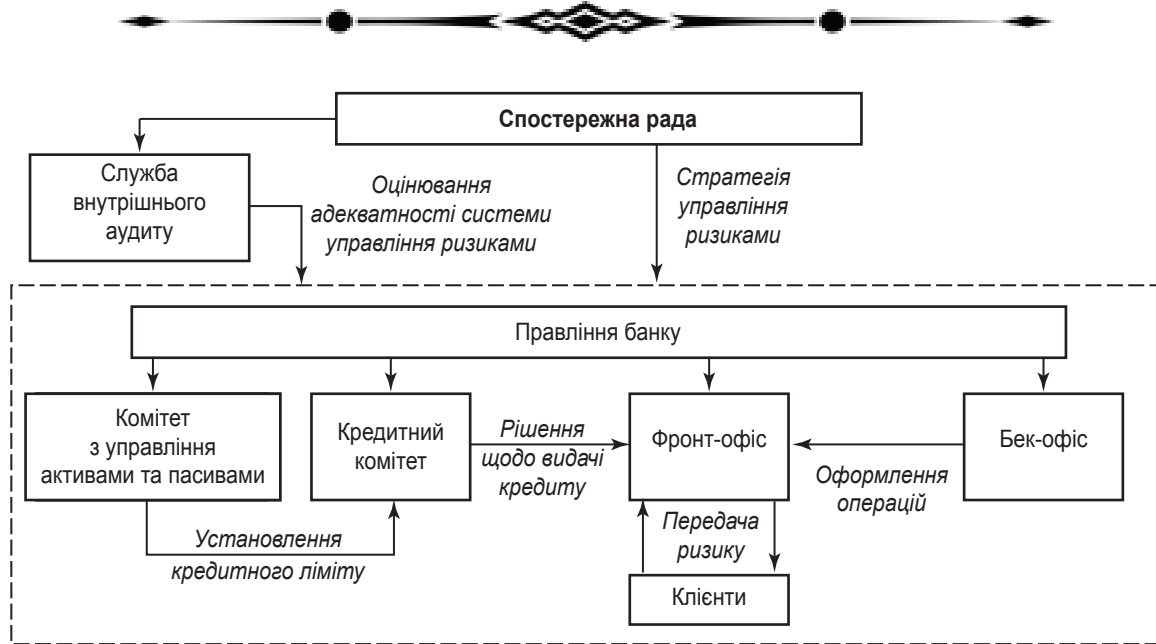 Спостережна рада
Служба
внутрішнього
аудиту
Оцінювання
адекватності системи
управління ризиками
Стратегія
управління
ризиками
Правління банку
Комітет
з управління
активами та пасивами
Кредитний
комітет
Рішення
щодо видачі
кредиту
Фронт-офіс
Оформлення
операцій
Бек-офіс
Установлення
кредитного ліміту
Передача
ризику
Клієнти